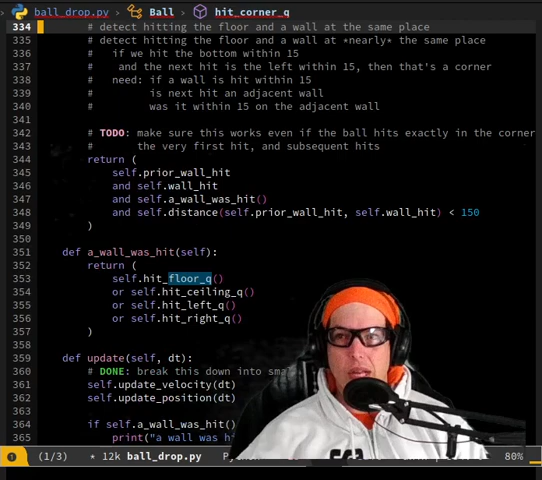 ball_drop.py › Ball › hit_corner_q
334 # detect hitting the floor and a wall at the same place
335 # detect hitting the floor and a wall at *nearly* the same place
336 #   if we hit the bottom within 15
337 #    and the next hit is the left within 15, then that's a corner
338 #   need: if a wall is hit within 15
339 #         is next hit an adjacent wall
340 #         was it within 15 on the adjacent wall
341
342 # TODO: make sure this works even if the ball hits exactly in the corner
343 #       the very first hit, and subsequent hits
344 return (
345     self.prior_wall_hit
346     and self.wall_hit
347     and self.a_wall_was_hit()
348     and self.distance(self.prior_wall_hit, self.wall_hit) < 150
349 )
350
351 def a_wall_was_hit(self):
352     return (
353         self.hit_floor_q()
354         or self.hit_ceiling_q()
355         or self.hit_left_q()
356         or self.hit_right_q()
357     )
358
359 def update(self, dt):
360     # DONE: break this down into
361     self.update_velocity(dt)
362     self.update_position(dt)
363
364     if self.a_wall_was_hit()
365         print("a wall was
(1/3) * 12k ball_drop.py 80%